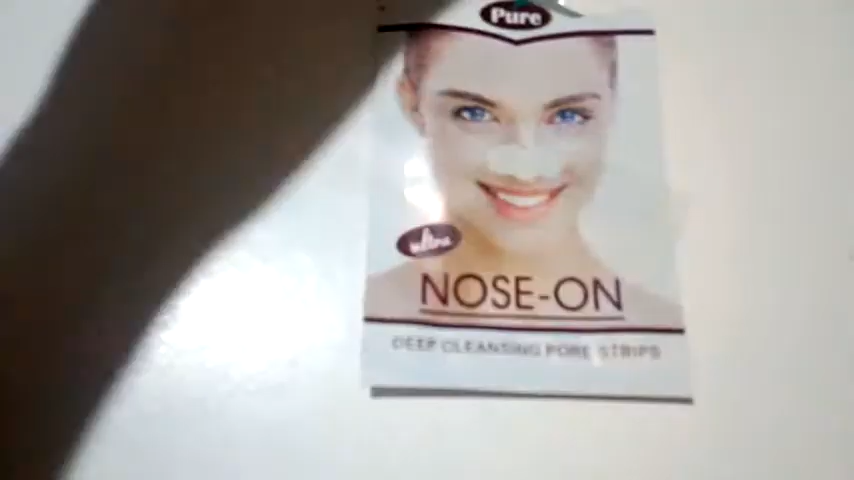 Pure
ultra
NOSE-ON
DEEP CLEANSING PORE STRIPS